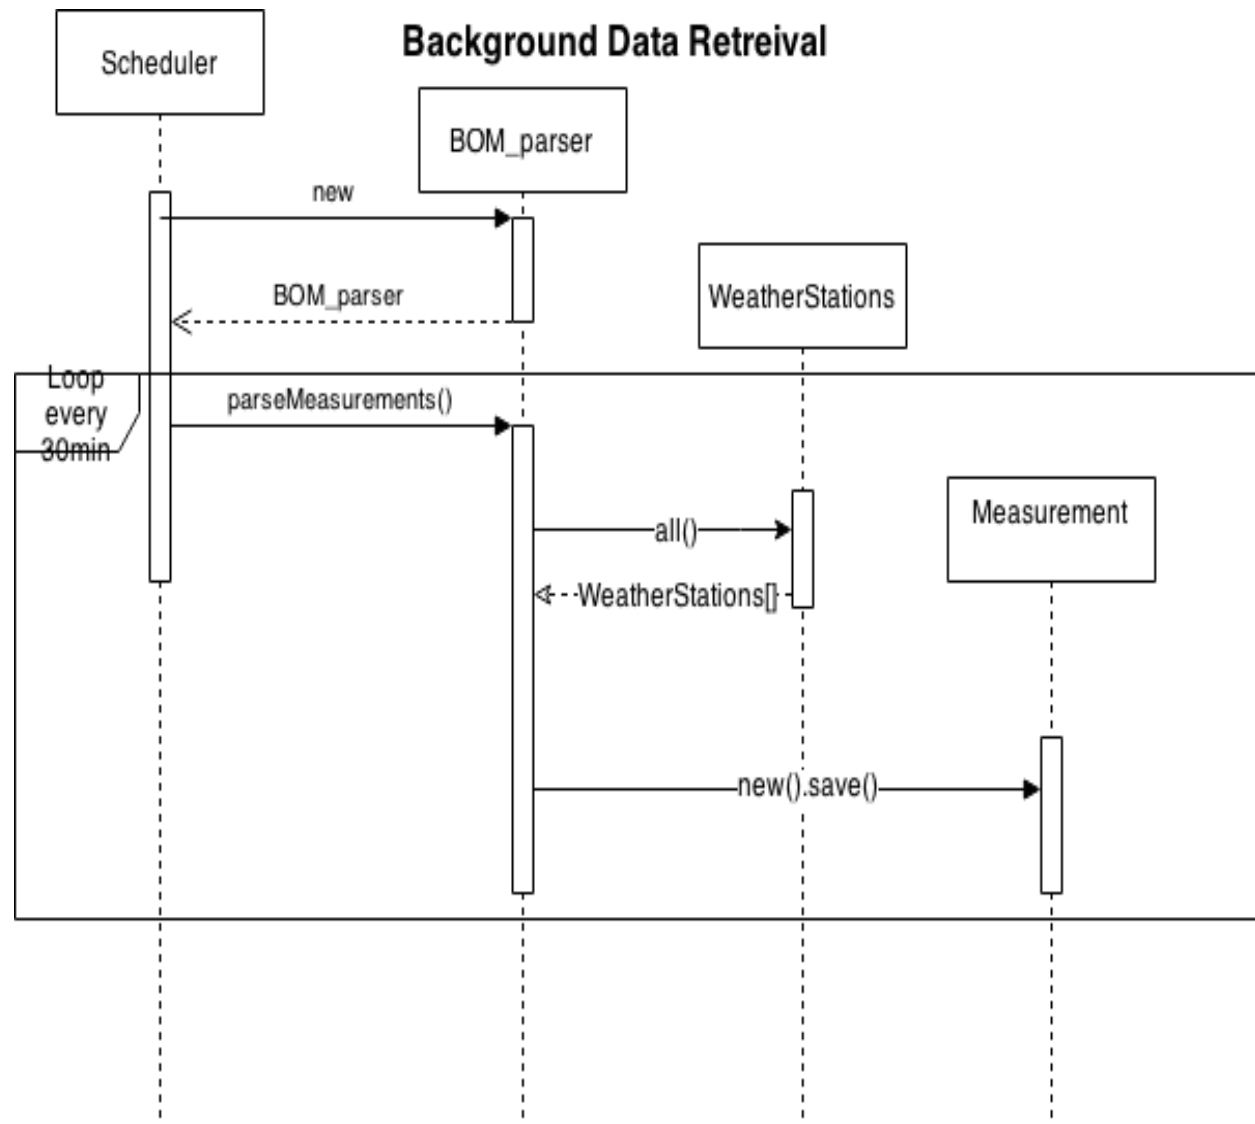 Background Data Retreival
Scheduler
BOM_parser
new
BOM_parser
WeatherStations
Loop
every
30min
parseMeasurements()
all()
Measurement
WeatherStations[]
new().save()